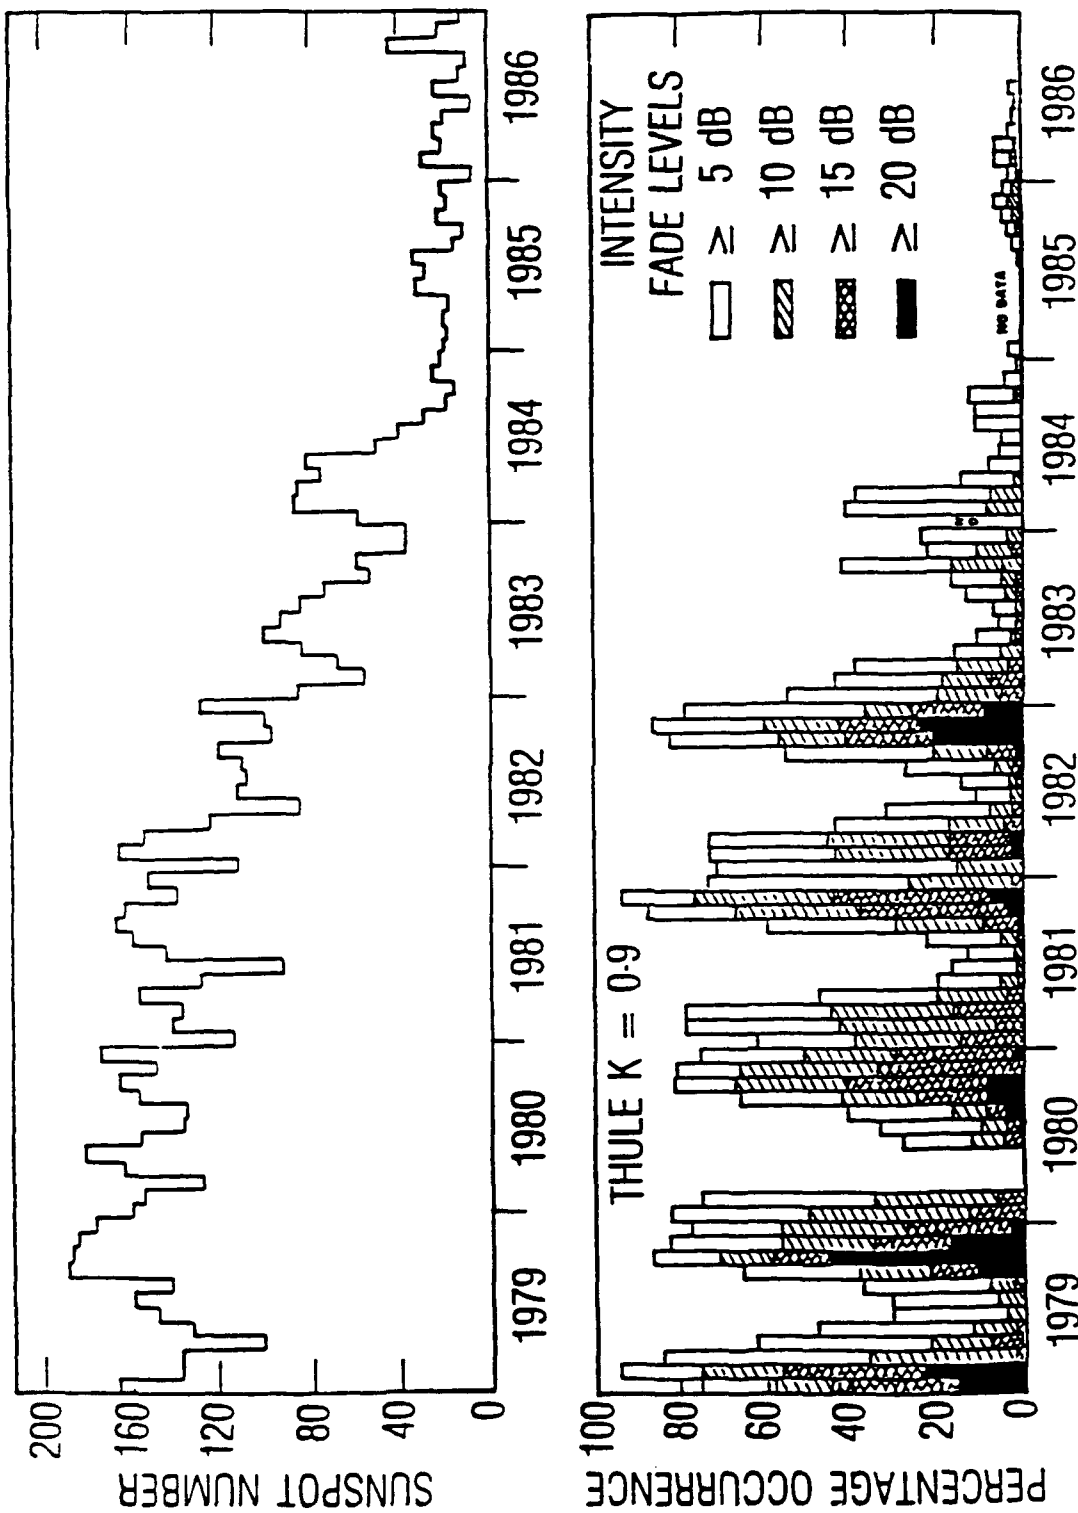 SUNSPOT NUMBER
200
160
120
80
40
0
1979 1980 1981 1982 1983 1984 1985 1986
PERCENTAGE OCCURRENCE
100
80
60
40
20
0
THULE K = 0-9
N
D
NO DATA
INTENSITY
FADE LEVELS
≥ 5 dB
≥ 10 dB
≥ 15 dB
≥ 20 dB
1979 1980 1981 1982 1983 1984 1985 1986